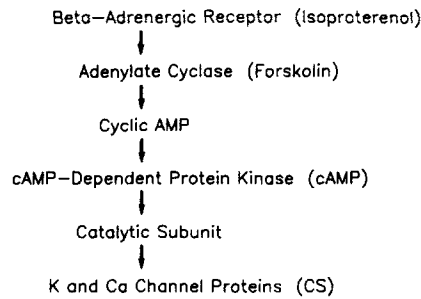 Beta-Adrenergic Receptor (Isoproterenol)
Adenylate Cyclase (Forskolin)
Cyclic AMP
cAMP-Dependent Protein Kinase (cAMP)
Catalytic Subunit
K and Ca Channel Proteins (CS)